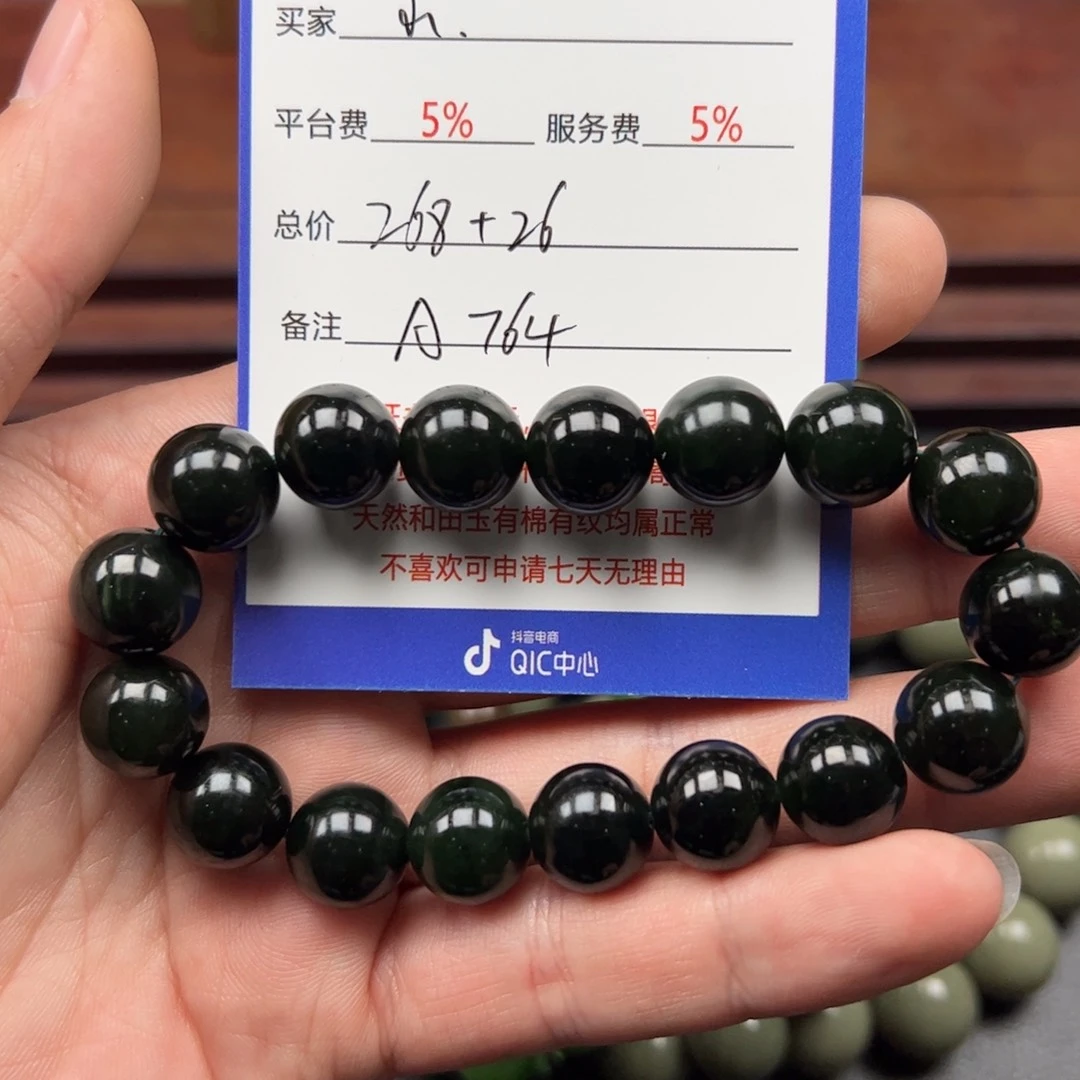 买家
平台费 5% 服务费 5%
总价 268+26
备注 A 764
天然和田玉有棉有纹均属正常
不喜欢可申请七天无理由
抖音电商
QIC中心